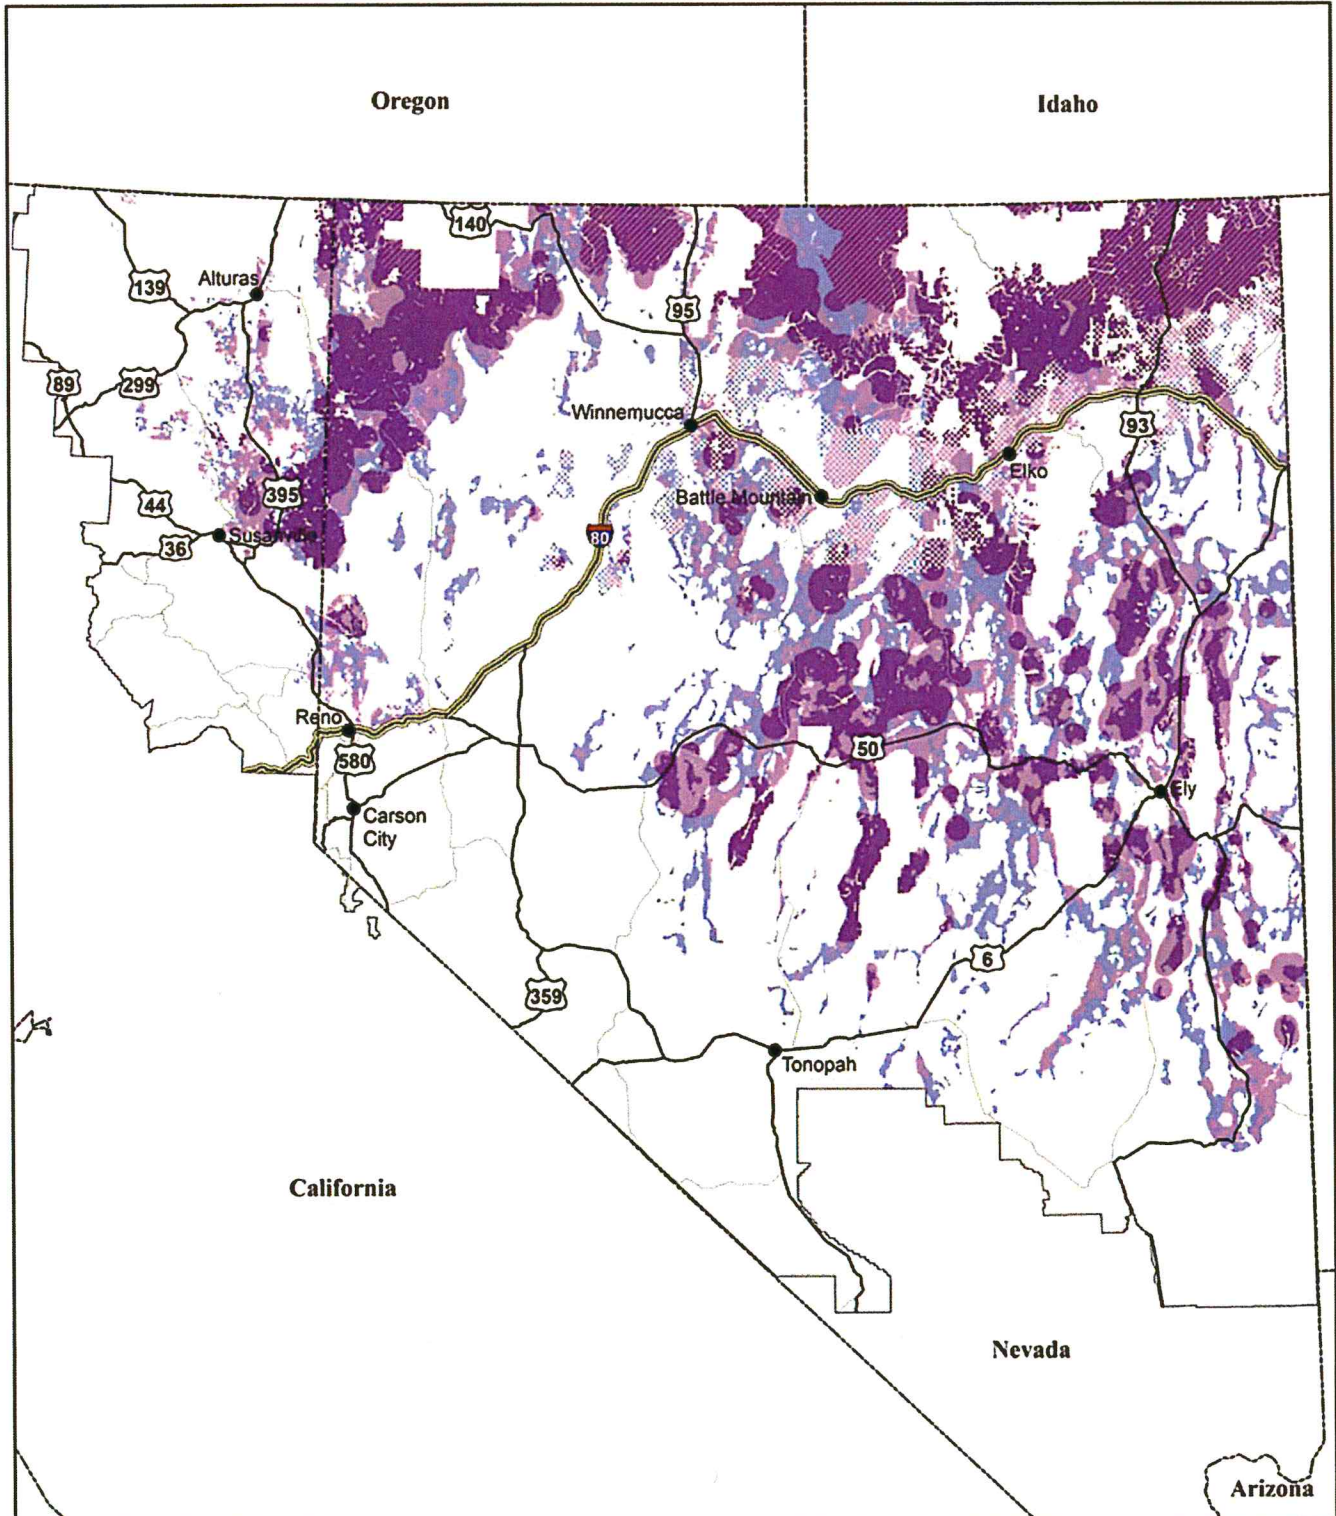 Oregon
Idaho
140
139
Alturas
95
89
299
Winnemucca
93
Elko
395
Battle Mountain
44
Susanville
36
80
Reno
50
580
Ely
Carson
City
6
359
Tonopah
California
Nevada
Arizona